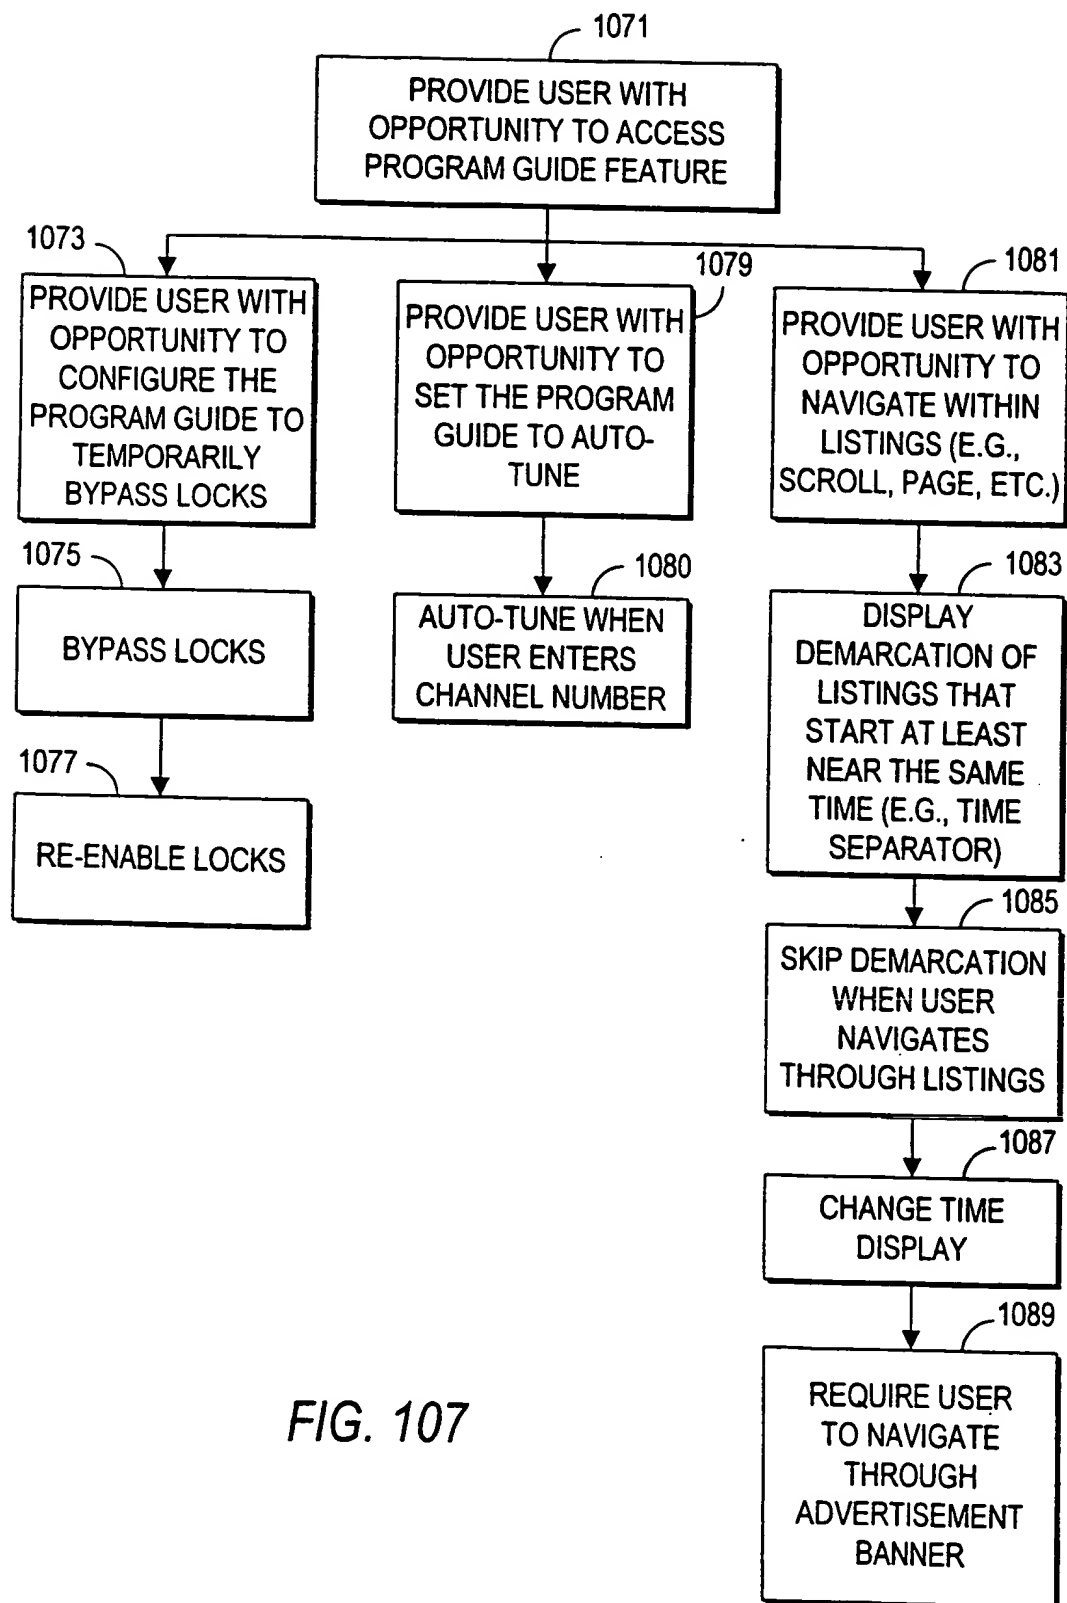 1071
PROVIDE USER WITH
OPPORTUNITY TO ACCESS
PROGRAM GUIDE FEATURE
1073
PROVIDE USER WITH
OPPORTUNITY TO
CONFIGURE THE
PROGRAM GUIDE TO
TEMPORARILY
BYPASS LOCKS
1075
BYPASS LOCKS
1077
RE-ENABLE LOCKS
1079
PROVIDE USER WITH
OPPORTUNITY TO
SET THE PROGRAM
GUIDE TO AUTO-
TUNE
1080
AUTO-TUNE WHEN
USER ENTERS
CHANNEL NUMBER
1081
PROVIDE USER WITH
OPPORTUNITY TO
NAVIGATE WITHIN
LISTINGS (E.G.,
SCROLL, PAGE, ETC.)
1083
DISPLAY
DEMARCATION OF
LISTINGS THAT
START AT LEAST
NEAR THE SAME
TIME (E.G., TIME
SEPARATOR)
1085
SKIP DEMARCATION
WHEN USER
NAVIGATES
THROUGH LISTINGS
1087
CHANGE TIME
DISPLAY
1089
REQUIRE USER
TO NAVIGATE
THROUGH
ADVERTISEMENT
BANNER
FIG. 107